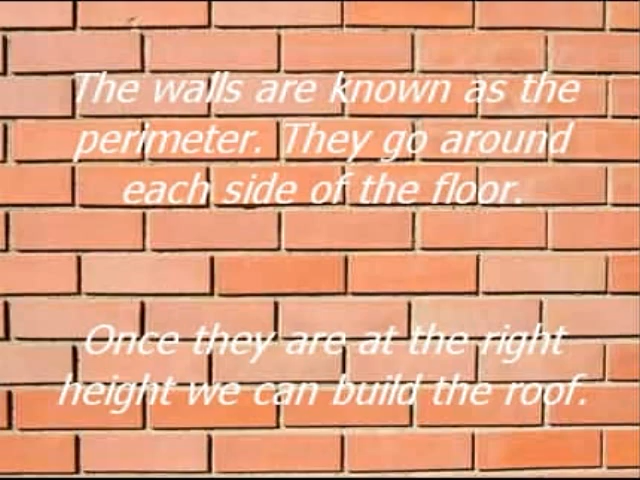 The walls are known as the
perimeter. They go around
each side of the floor.
Once they are at the right
height we can build the roof.